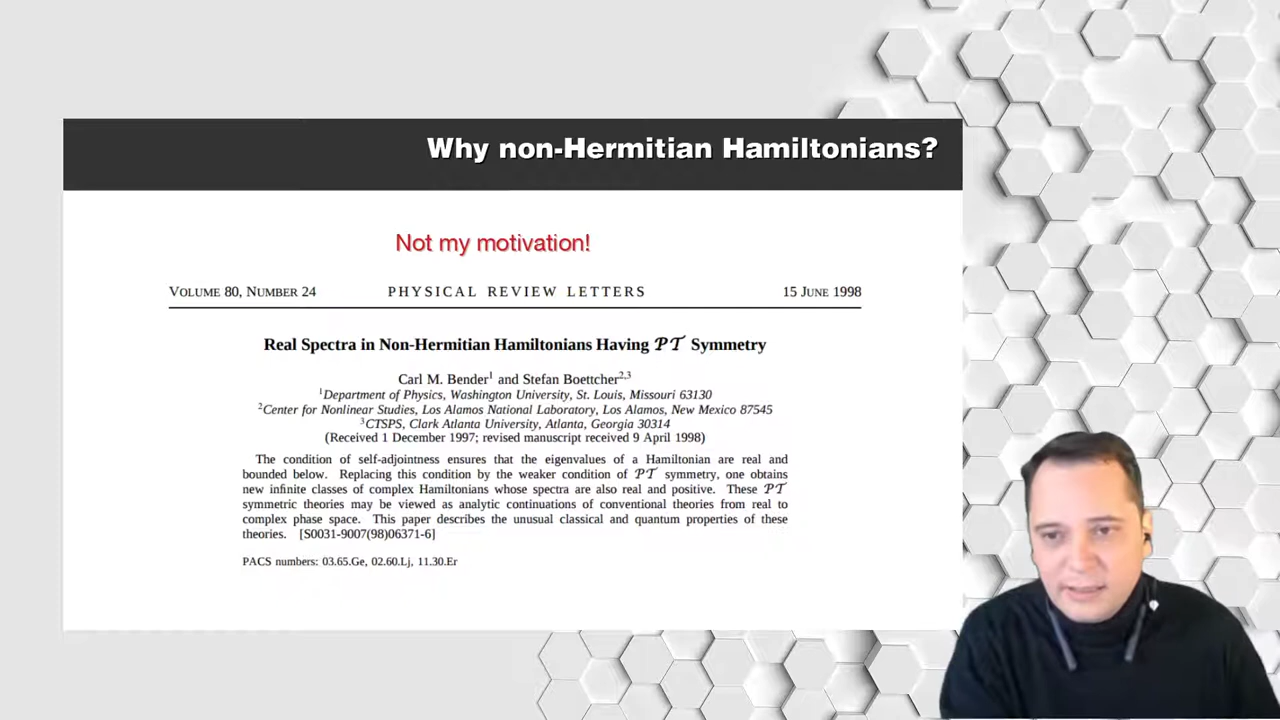 Why non-Hermitian Hamiltonians?
Not my motivation!
VOLUME 80, NUMBER 24 PHYSICAL REVIEW LETTERS 15 JUNE 1998
Real Spectra in Non-Hermitian Hamiltonians Having 𝒫𝒯 Symmetry
Carl M. Bender¹ and Stefan Boettcher²,³
¹Department of Physics, Washington University, St. Louis, Missouri 63130
²Center for Nonlinear Studies, Los Alamos National Laboratory, Los Alamos, New Mexico 87545
³CTSPS, Clark Atlanta University, Atlanta, Georgia 30314
(Received 1 December 1997; revised manuscript received 9 April 1998)
The condition of self-adjointness ensures that the eigenvalues of a Hamiltonian are real and
bounded below. Replacing this condition by the weaker condition of 𝒫𝒯 symmetry, one obtains
new infinite classes of complex Hamiltonians whose spectra are also real and positive. These 𝒫𝒯
symmetric theories may be viewed as analytic continuations of conventional theories from real to
complex phase space. This paper describes the unusual classical and quantum properties of these
theories. [S0031-9007(98)06371-6]
PACS numbers: 03.65.Ge, 02.60.Lj, 11.30.Er